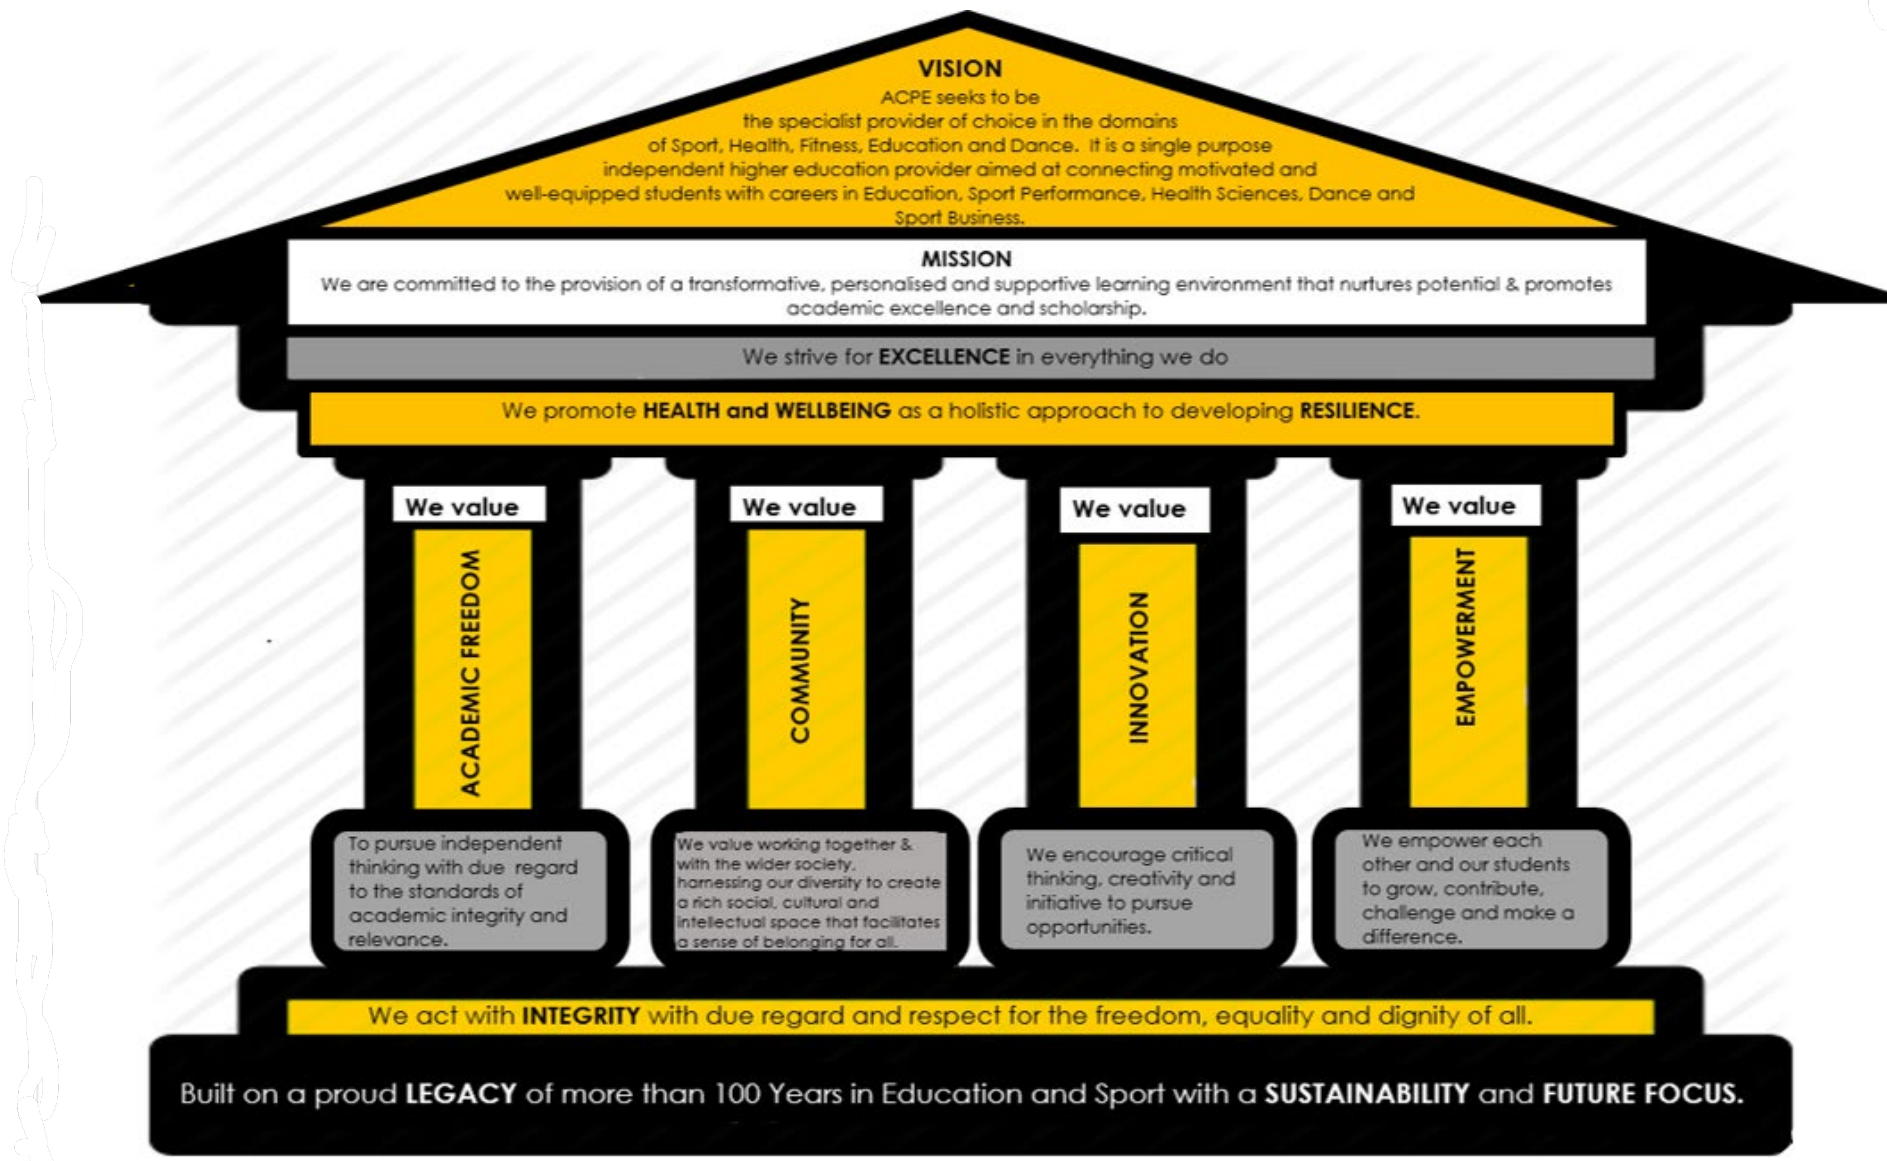 VISION
ACPE seeks to be
the specialist provider of choice in the domains
of Sport, Health, Fitness, Education and Dance. It is a single purpose
independent higher education provider aimed at connecting motivated and
well-equipped students with careers in Education, Sport Performance, Health Sciences, Dance and
Sport Business.
MISSION
We are committed to the provision of a transformative, personalised and supportive learning environment that nurtures potential & promotes
academic excellence and scholarship.
We strive for EXCELLENCE in everything we do
We promote HEALTH and WELLBEING as a holistic approach to developing RESILIENCE.
We value
ACADEMIC FREEDOM
To pursue independent
thinking with due regard
to the standards of
academic integrity and
relevance.
We value
COMMUNITY
We value working together &
with the wider society,
harnessing our diversity to create
a rich social, cultural and
intellectual space that facilitates
a sense of belonging for all.
We value
INNOVATION
We encourage critical
thinking, creativity and
initiative to pursue
opportunities.
We value
EMPOWERMENT
We empower each
other and our students
to grow, contribute,
challenge and make a
difference.
We act with INTEGRITY with due regard and respect for the freedom, equality and dignity of all.
Built on a proud LEGACY of more than 100 Years in Education and Sport with a SUSTAINABILITY and FUTURE FOCUS.